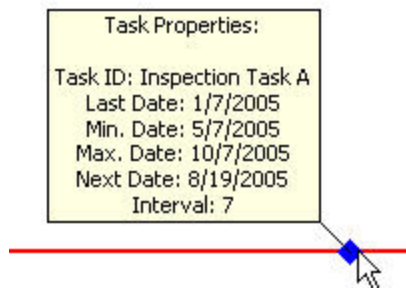 Task Properties:
Task ID: Inspection Task A
Last Date: 1/7/2005
Min. Date: 5/7/2005
Max. Date: 10/7/2005
Next Date: 8/19/2005
Interval: 7